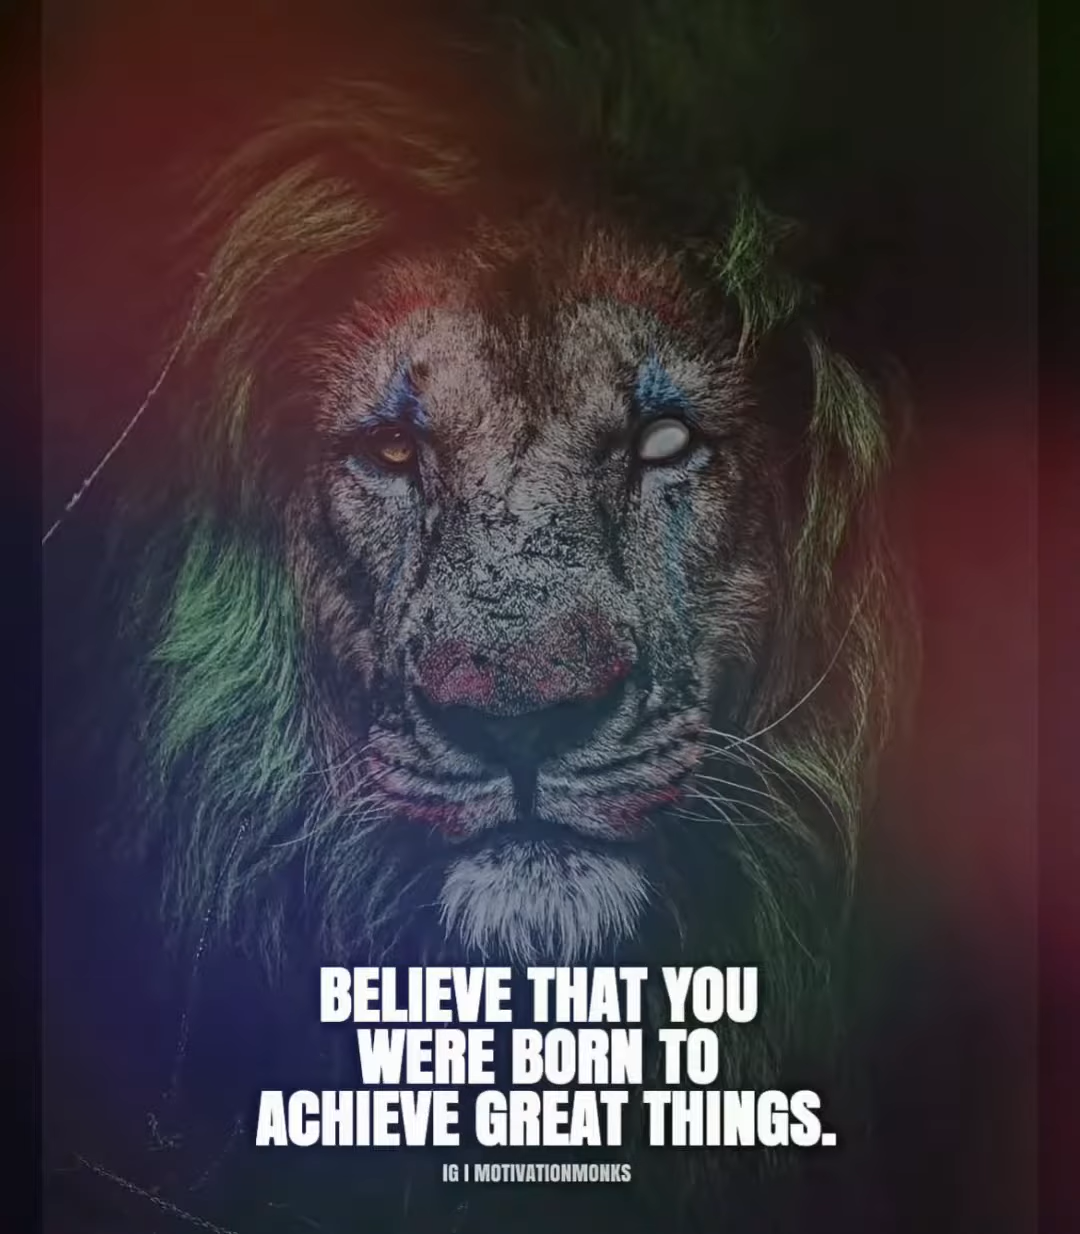 BELIEVE THAT YOU
WERE BORN TO
ACHIEVE GREAT THINGS.
IG | MOTIVATIONMONKS